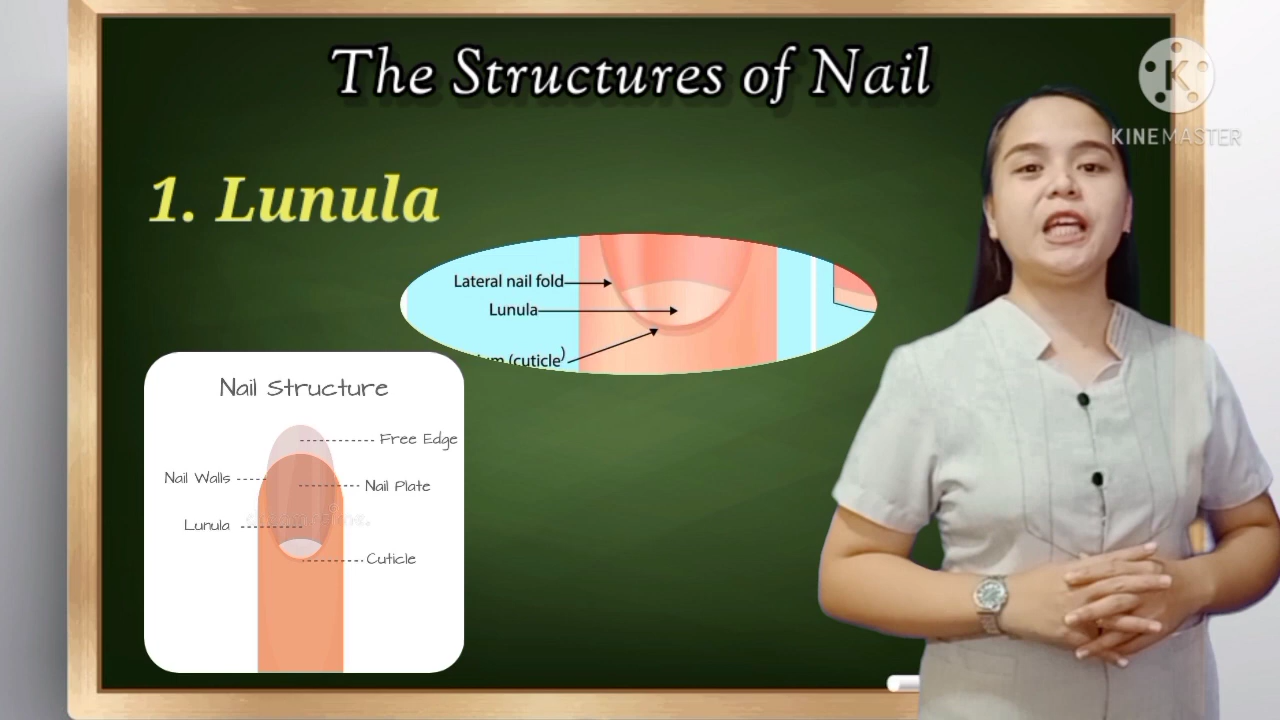 The Structures of Nail
K
KINEMASTER
1. Lunula
Lateral nail fold
Lunula
(cuticle)
Nail Structure
Free Edge
Nail Walls
Nail Plate
Lunula
Cuticle